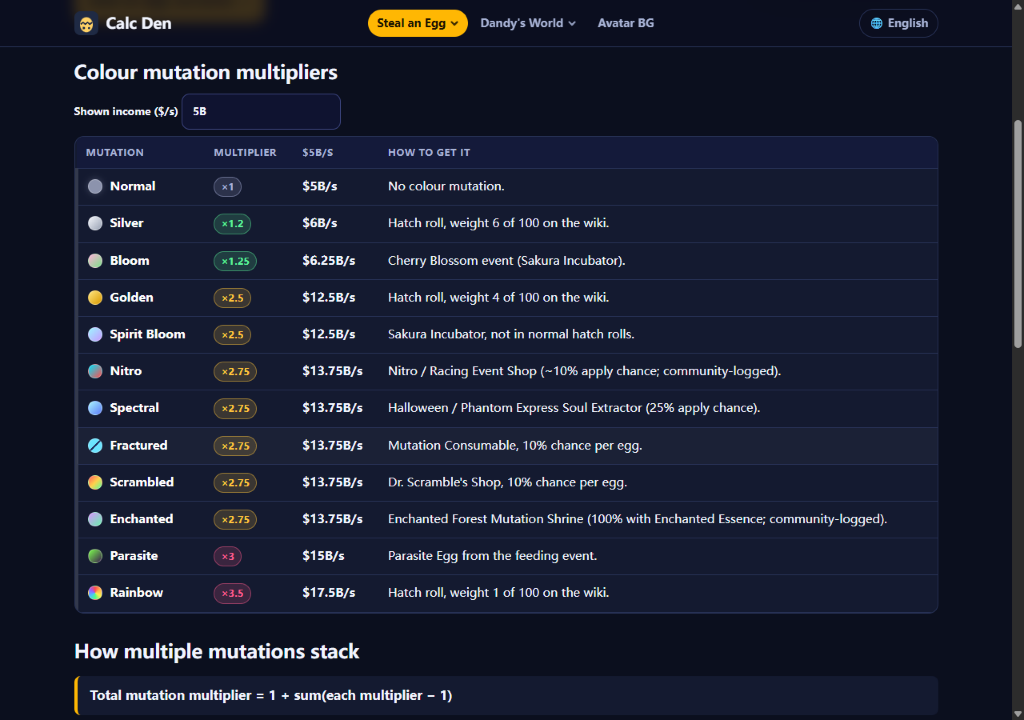 Calc Den
Steal an Egg
Dandy's World
Avatar BG
English
Colour mutation multipliers
Shown income ($/s) 5B
MUTATION MULTIPLIER $5B/S HOW TO GET IT
Normal ×1 $5B/s No colour mutation.
Silver ×1.2 $6B/s Hatch roll, weight 6 of 100 on the wiki.
Bloom ×1.25 $6.25B/s Cherry Blossom event (Sakura Incubator).
Golden ×2.5 $12.5B/s Hatch roll, weight 4 of 100 on the wiki.
Spirit Bloom ×2.5 $12.5B/s Sakura Incubator, not in normal hatch rolls.
Nitro ×2.75 $13.75B/s Nitro / Racing Event Shop (~10% apply chance; community-logged).
Spectral ×2.75 $13.75B/s Halloween / Phantom Express Soul Extractor (25% apply chance).
Fractured ×2.75 $13.75B/s Mutation Consumable, 10% chance per egg.
Scrambled ×2.75 $13.75B/s Dr. Scramble's Shop, 10% chance per egg.
Enchanted ×2.75 $13.75B/s Enchanted Forest Mutation Shrine (100% with Enchanted Essence; community-logged).
Parasite ×3 $15B/s Parasite Egg from the feeding event.
Rainbow ×3.5 $17.5B/s Hatch roll, weight 1 of 100 on the wiki.
How multiple mutations stack
Total mutation multiplier = 1 + sum(each multiplier − 1)